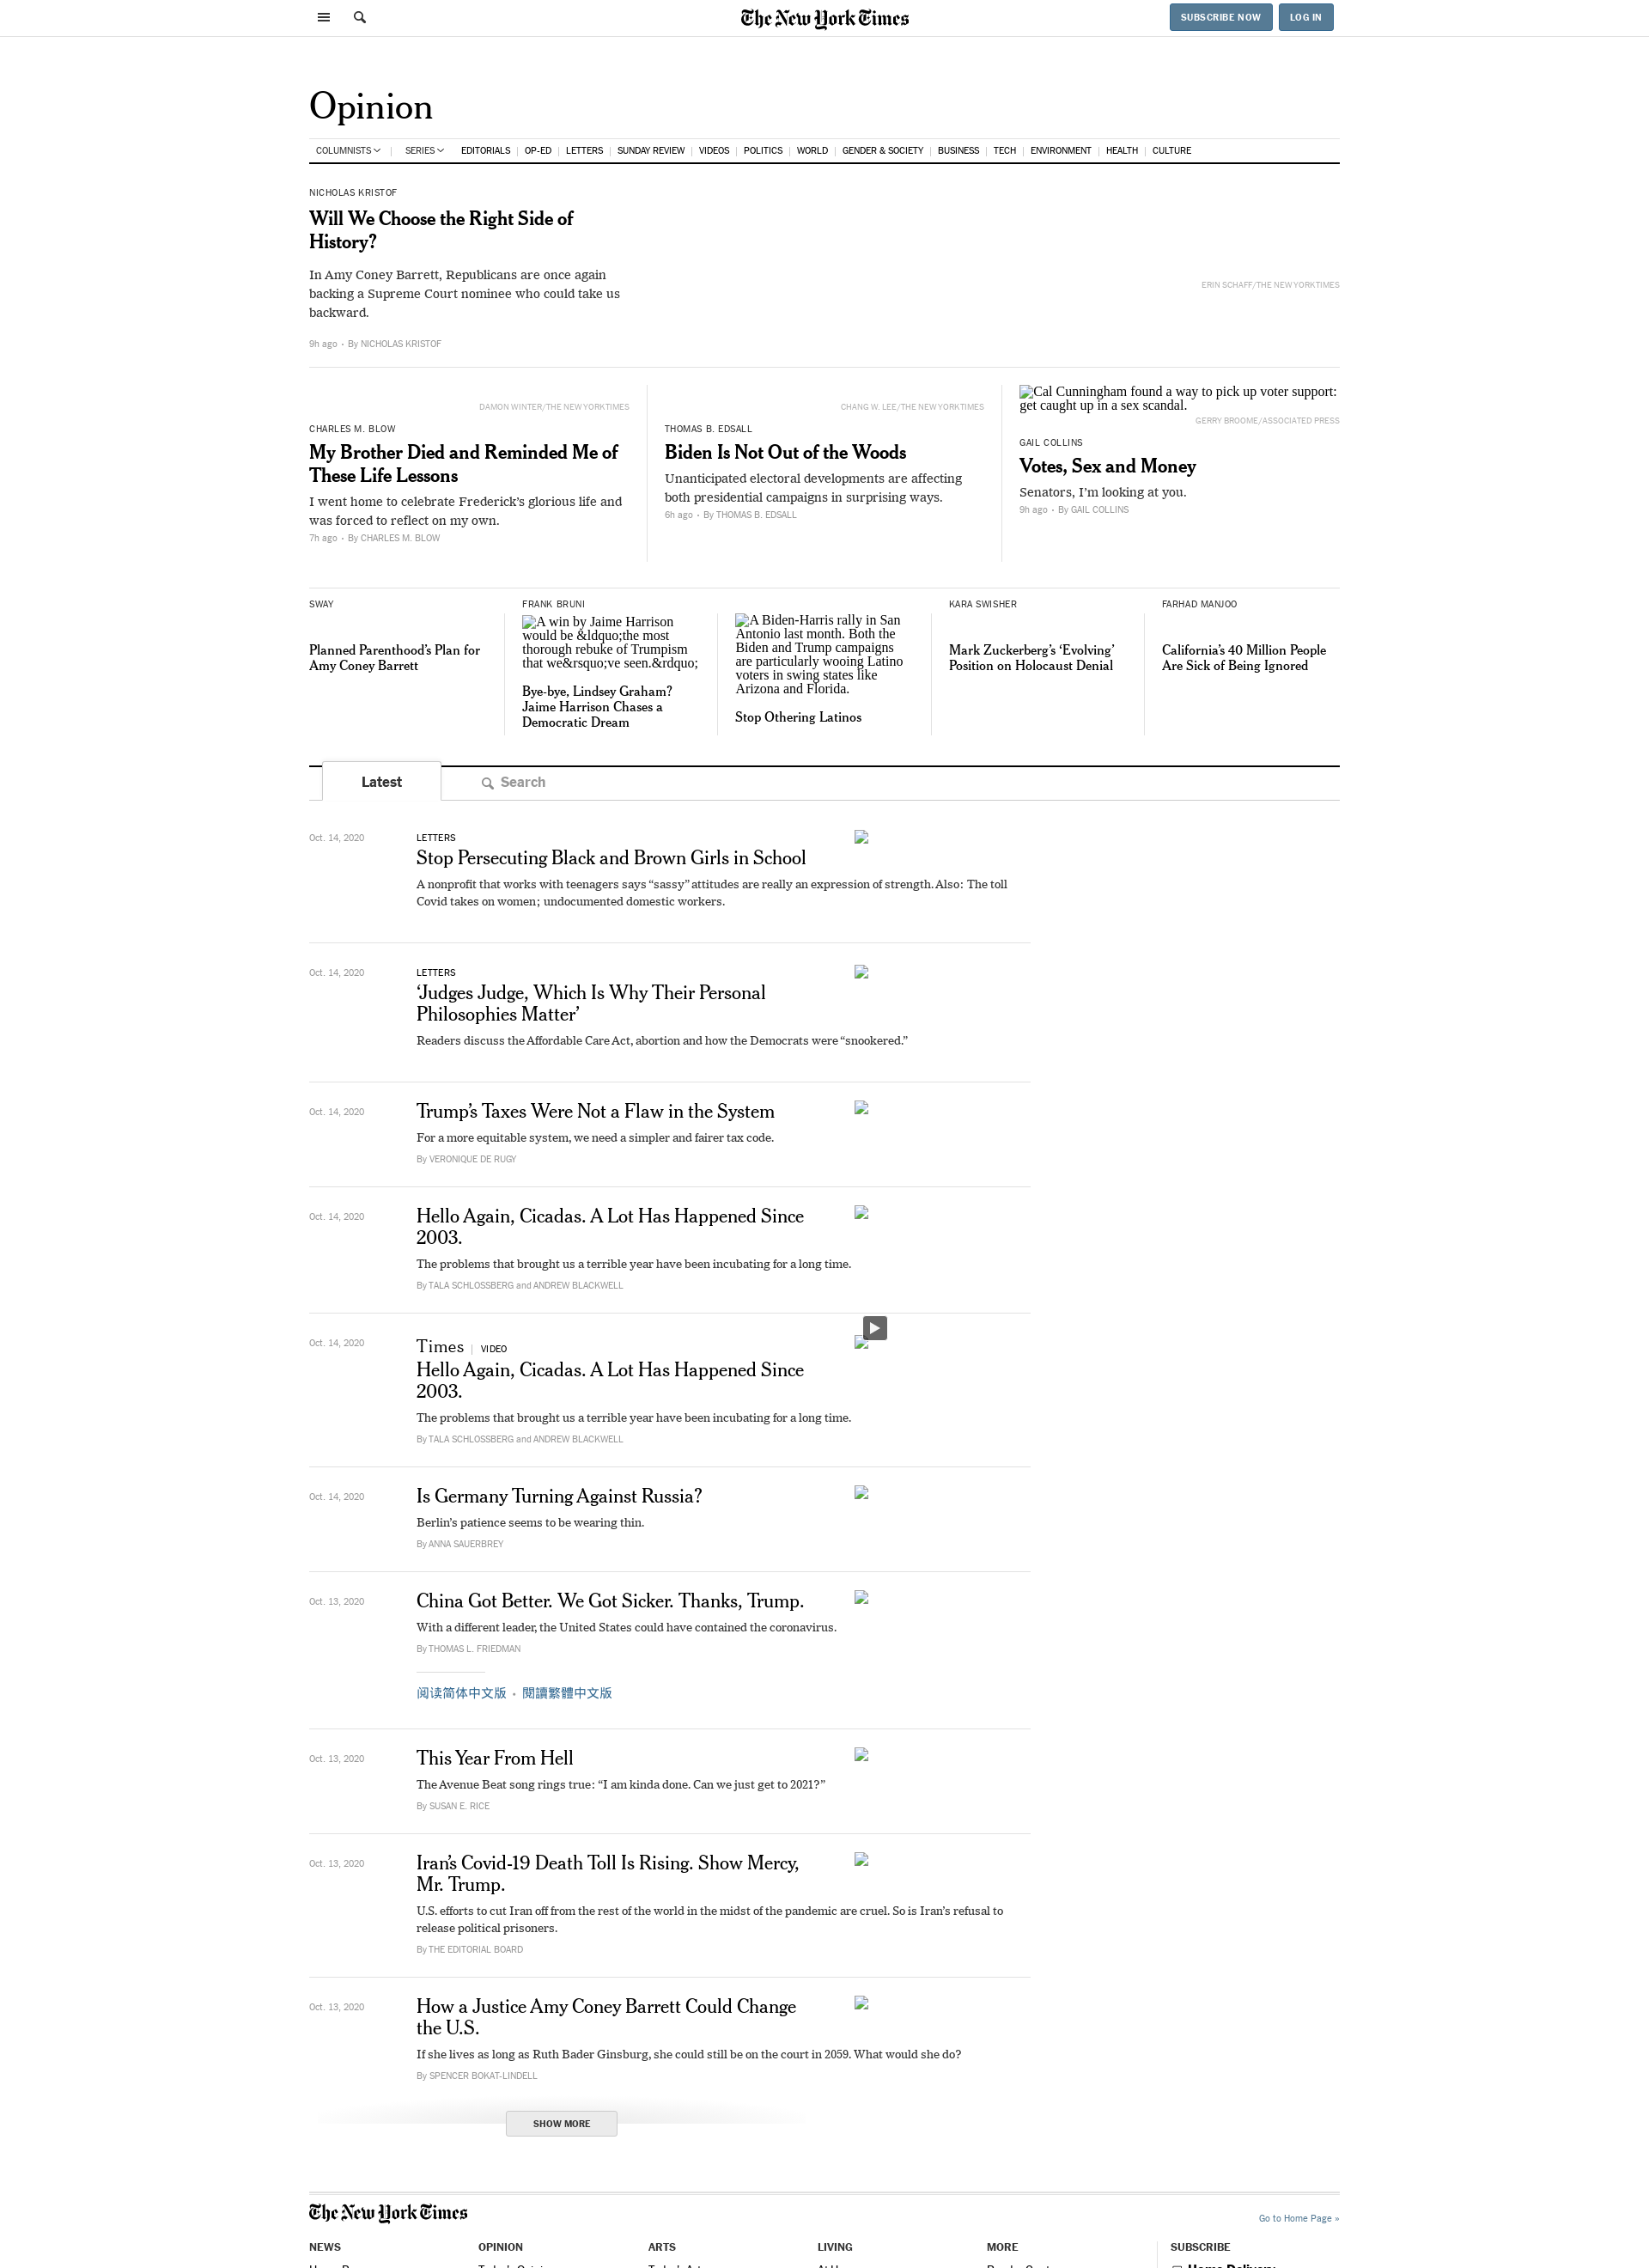 The New York Times
SUBSCRIBE NOW
LOG IN
Opinion
COLUMNISTS | SERIES EDITORIALS | OP-ED | LETTERS | SUNDAY REVIEW | VIDEOS | POLITICS | WORLD | GENDER & SOCIETY | BUSINESS | TECH | ENVIRONMENT | HEALTH | CULTURE
NICHOLAS KRISTOF
Will We Choose the Right Side of
History?
In Amy Coney Barrett, Republicans are once again
backing a Supreme Court nominee who could take us
backward.
9h ago • By NICHOLAS KRISTOF
ERIN SCHAFF/THE NEW YORK TIMES
DAMON WINTER/THE NEW YORK TIMES
CHARLES M. BLOW
My Brother Died and Reminded Me of
These Life Lessons
I went home to celebrate Frederick’s glorious life and
was forced to reflect on my own.
7h ago • By CHARLES M. BLOW
CHANG W. LEE/THE NEW YORK TIMES
THOMAS B. EDSALL
Biden Is Not Out of the Woods
Unanticipated electoral developments are affecting
both presidential campaigns in surprising ways.
6h ago • By THOMAS B. EDSALL
Cal Cunningham found a way to pick up voter support:
get caught up in a sex scandal.
GERRY BROOME/ASSOCIATED PRESS
GAIL COLLINS
Votes, Sex and Money
Senators, I’m looking at you.
9h ago • By GAIL COLLINS
SWAY
Planned Parenthood’s Plan for
Amy Coney Barrett
FRANK BRUNI
A win by Jaime Harrison
would be &ldquo;the most
thorough rebuke of Trumpism
that we&rsquo;ve seen.&rdquo;
Bye-bye, Lindsey Graham?
Jaime Harrison Chases a
Democratic Dream
A Biden-Harris rally in San
Antonio last month. Both the
Biden and Trump campaigns
are particularly wooing Latino
voters in swing states like
Arizona and Florida.
Stop Othering Latinos
KARA SWISHER
Mark Zuckerberg’s ‘Evolving’
Position on Holocaust Denial
FARHAD MANJOO
California’s 40 Million People
Are Sick of Being Ignored
Latest
Search
Oct. 14, 2020
LETTERS
Stop Persecuting Black and Brown Girls in School
A nonprofit that works with teenagers says “sassy” attitudes are really an expression of strength. Also: The toll
Covid takes on women; undocumented domestic workers.
Oct. 14, 2020
LETTERS
‘Judges Judge, Which Is Why Their Personal
Philosophies Matter’
Readers discuss the Affordable Care Act, abortion and how the Democrats were “snookered.”
Oct. 14, 2020
Trump’s Taxes Were Not a Flaw in the System
For a more equitable system, we need a simpler and fairer tax code.
By VERONIQUE DE RUGY
Oct. 14, 2020
Hello Again, Cicadas. A Lot Has Happened Since
2003.
The problems that brought us a terrible year have been incubating for a long time.
By TALA SCHLOSSBERG and ANDREW BLACKWELL
Oct. 14, 2020
Times | VIDEO
Hello Again, Cicadas. A Lot Has Happened Since
2003.
The problems that brought us a terrible year have been incubating for a long time.
By TALA SCHLOSSBERG and ANDREW BLACKWELL
Oct. 14, 2020
Is Germany Turning Against Russia?
Berlin’s patience seems to be wearing thin.
By ANNA SAUERBREY
Oct. 13, 2020
China Got Better. We Got Sicker. Thanks, Trump.
With a different leader, the United States could have contained the coronavirus.
By THOMAS L. FRIEDMAN
阅读简体中文版 • 閱讀繁體中文版
Oct. 13, 2020
This Year From Hell
The Avenue Beat song rings true: “I am kinda done. Can we just get to 2021?”
By SUSAN E. RICE
Oct. 13, 2020
Iran’s Covid-19 Death Toll Is Rising. Show Mercy,
Mr. Trump.
U.S. efforts to cut Iran off from the rest of the world in the midst of the pandemic are cruel. So is Iran’s refusal to
release political prisoners.
By THE EDITORIAL BOARD
Oct. 13, 2020
How a Justice Amy Coney Barrett Could Change
the U.S.
If she lives as long as Ruth Bader Ginsburg, she could still be on the court in 2059. What would she do?
By SPENCER BOKAT-LINDELL
SHOW MORE
The New York Times
Go to Home Page »
NEWS
OPINION
ARTS
LIVING
MORE
SUBSCRIBE